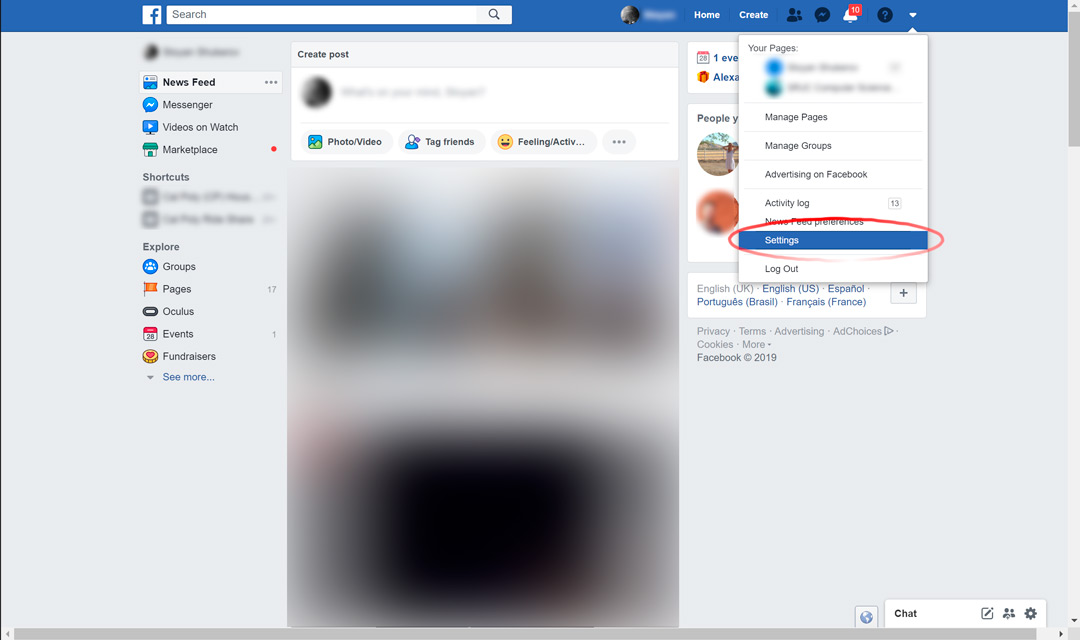 f
Search
Home
Create
10
?
News Feed
Messenger
Videos on Watch
Marketplace
Shortcuts
Explore
Groups
Pages 17
Oculus
28 Events 1
Fundraisers
See more...
Create post
Photo/Video
Tag friends
Feeling/Activ...
28 1 eve
Alexa
People y
Your Pages:
Manage Pages
Manage Groups
Advertising on Facebook
Activity log 13
News Feed preferences
Settings
Log Out
English (UK) · English (US) · Español ·
Português (Brasil) · Français (France)
Privacy · Terms · Advertising · AdChoices ·
Cookies · More
Facebook © 2019
Chat